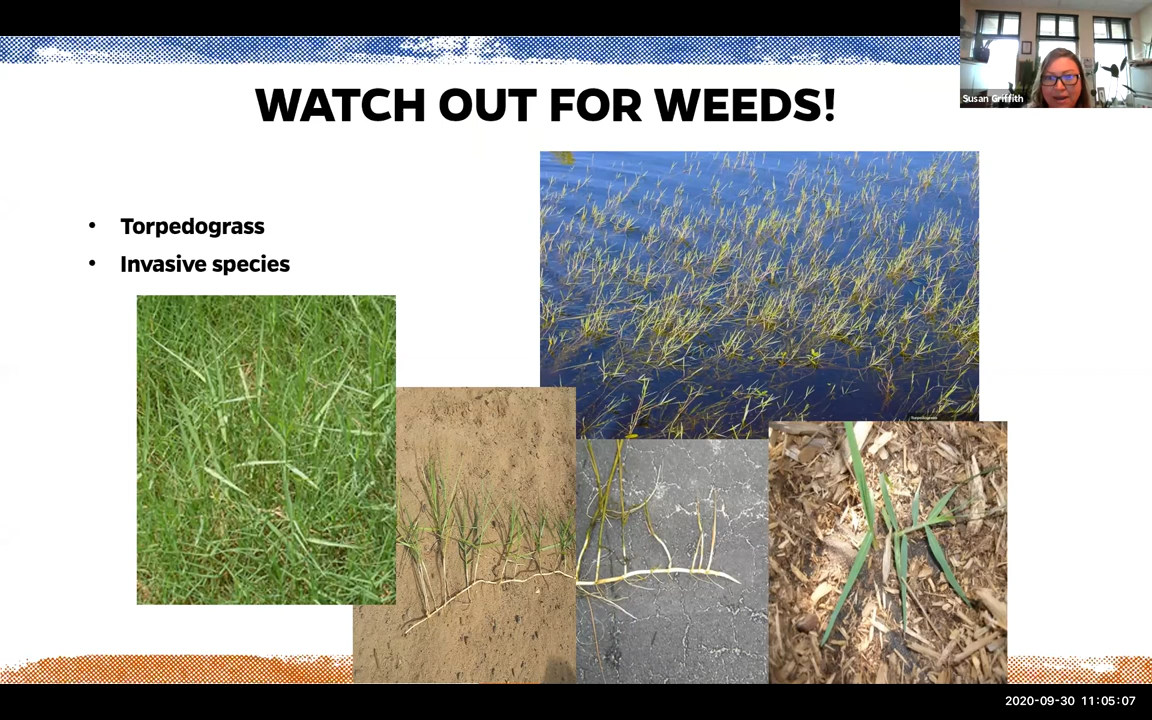 WATCH OUT FOR WEEDS!
Susan Griffith
• Torpedograss
• Invasive species
2020-09-30 11:05:07